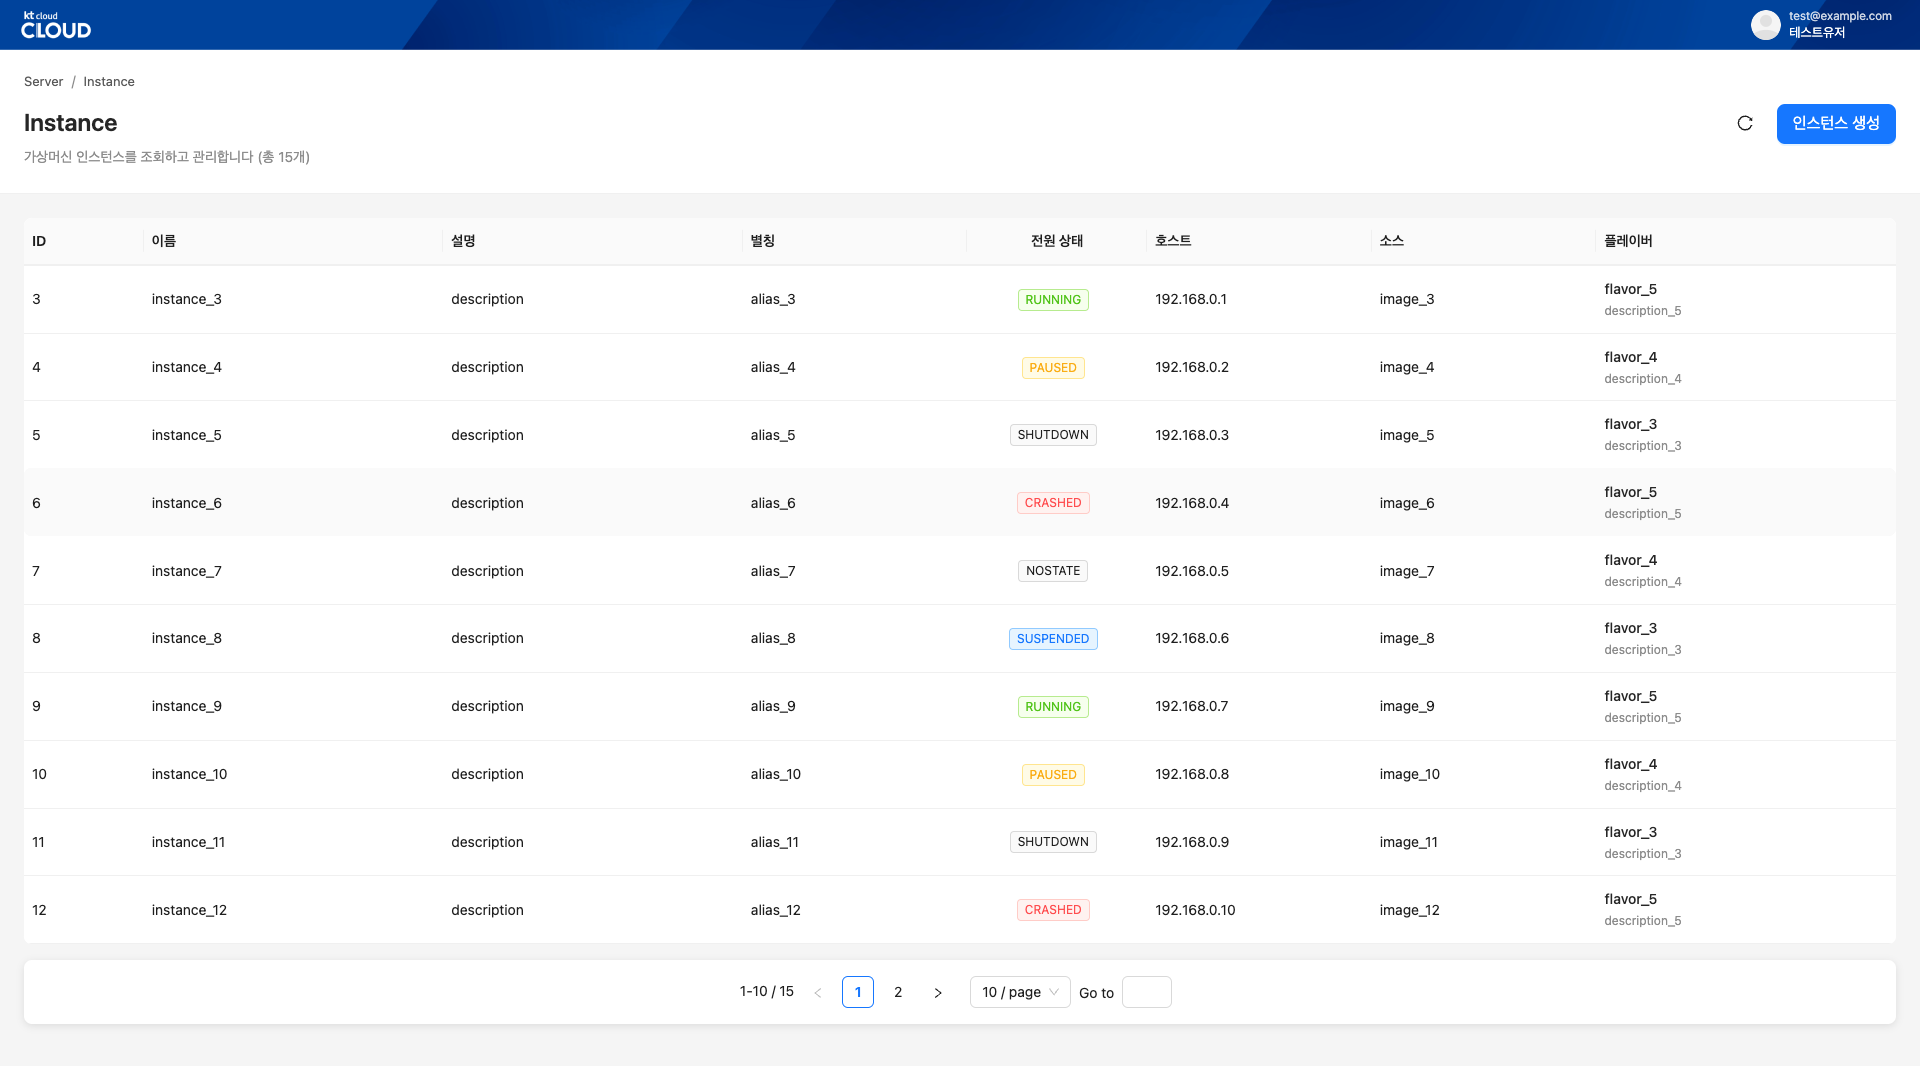 kt cloud
CLOUD
test@example.com
테스트유저
Server / Instance
Instance
인스턴스 생성
가상머신 인스턴스를 조회하고 관리합니다 (총 15개)
ID 이름 설명 별칭 전원 상태 호스트 소스 플레이버
3 instance_3 description alias_3 RUNNING 192.168.0.1 image_3 flavor_5
description_5
4 instance_4 description alias_4 PAUSED 192.168.0.2 image_4 flavor_4
description_4
5 instance_5 description alias_5 SHUTDOWN 192.168.0.3 image_5 flavor_3
description_3
6 instance_6 description alias_6 CRASHED 192.168.0.4 image_6 flavor_5
description_5
7 instance_7 description alias_7 NOSTATE 192.168.0.5 image_7 flavor_4
description_4
8 instance_8 description alias_8 SUSPENDED 192.168.0.6 image_8 flavor_3
description_3
9 instance_9 description alias_9 RUNNING 192.168.0.7 image_9 flavor_5
description_5
10 instance_10 description alias_10 PAUSED 192.168.0.8 image_10 flavor_4
description_4
11 instance_11 description alias_11 SHUTDOWN 192.168.0.9 image_11 flavor_3
description_3
12 instance_12 description alias_12 CRASHED 192.168.0.10 image_12 flavor_5
description_5
1-10 / 15 < 1 2 > 10 / page Go to